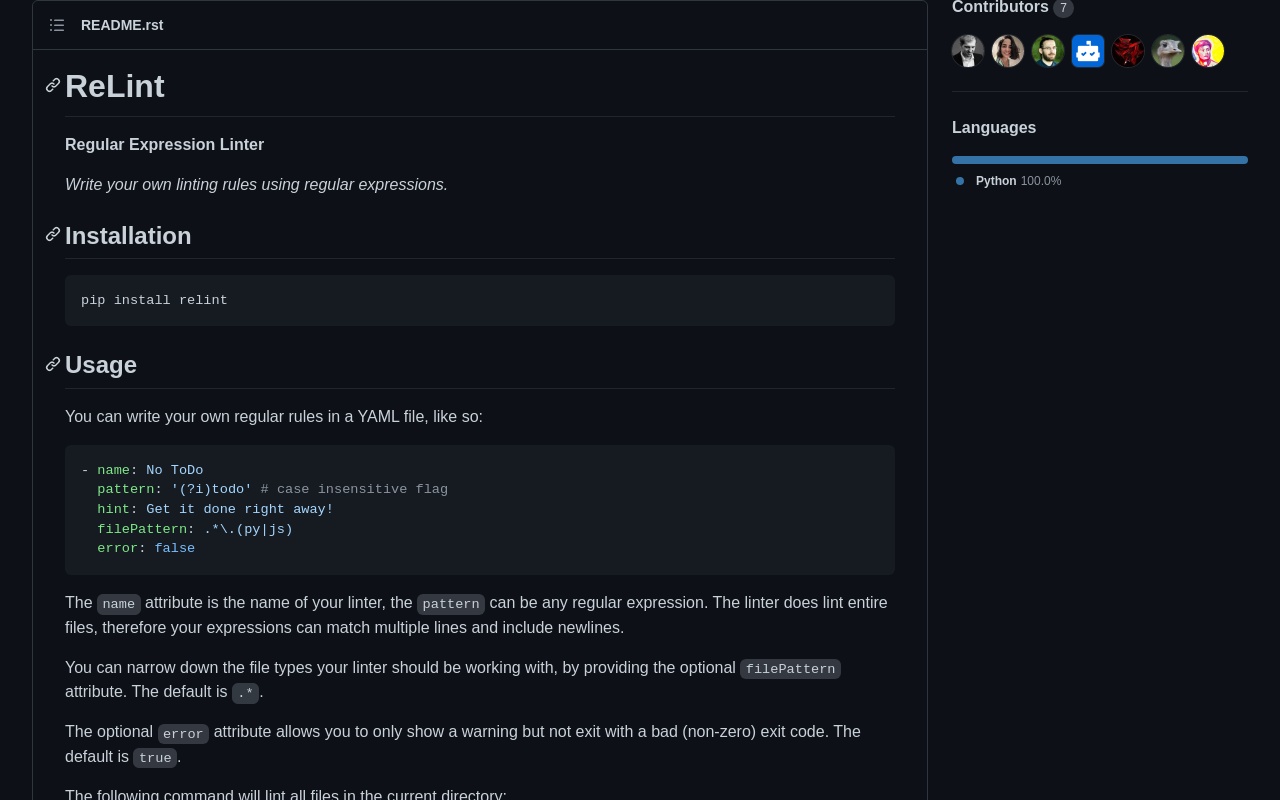 README.rst
ReLint
Regular Expression Linter
Write your own linting rules using regular expressions.
Installation
pip install relint
Usage
You can write your own regular rules in a YAML file, like so:
- name: No ToDo
  pattern: '(?i)todo' # case insensitive flag
  hint: Get it done right away!
  filePattern: .*\.(py|js)
  error: false
The name attribute is the name of your linter, the pattern can be any regular expression. The linter does lint entire
files, therefore your expressions can match multiple lines and include newlines.
You can narrow down the file types your linter should be working with, by providing the optional filePattern
attribute. The default is .*.
The optional error attribute allows you to only show a warning but not exit with a bad (non-zero) exit code. The
default is true.
The following command will lint all files in the current directory:
Contributors 7
Languages
Python 100.0%